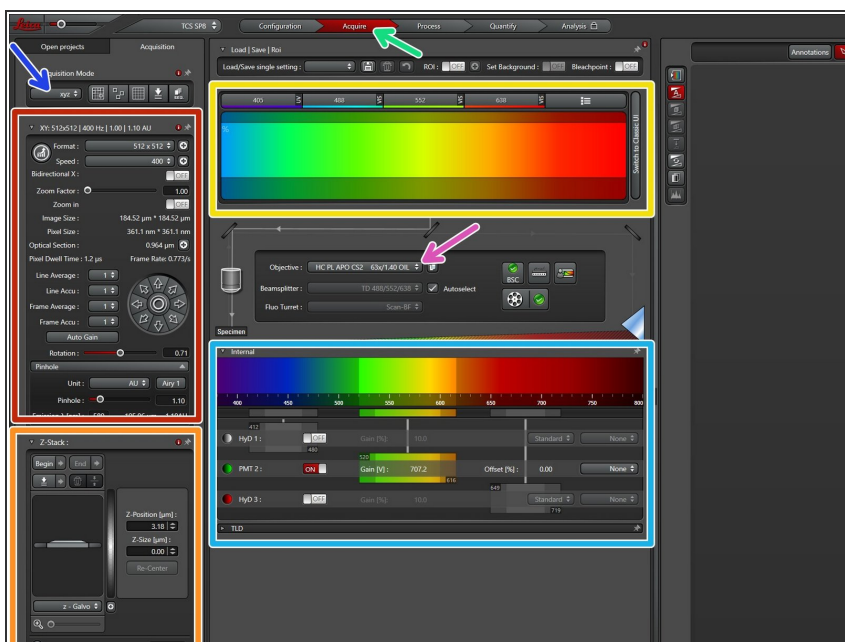 Leica
TCS SP8
Configuration
Acquire
Process
Quantify
Analysis
Open projects
Acquisition
Acquisition Mode
xyz
XY: 512x512 | 400 Hz | 1.00 | 1.10 AU
Format : 512 x 512
Speed : 400
Bidirectional X : OFF
Zoom Factor : 1.00
Zoom in OFF
Image Size : 184.52 µm * 184.52 µm
Pixel Size : 361.1 nm * 361.1 nm
Optical Section : 0.964 µm
Pixel Dwell Time : 1.2 µs Frame Rate: 0.773/s
Line Average : 1
Line Accu : 1
Frame Average : 1
Frame Accu : 1
Auto Gain
Rotation : 0.71
Pinhole
Unit : AU Airy 1
Pinhole : 1.10
Z-Stack :
Begin End
Z-Position [µm] :
3.18
Z-Size [µm] :
0.00
Re-Center
z - Galvo
Load | Save | Roi
Load/Save single setting : ROI : OFF Set Background : OFF Bleachpoint : OFF
405 UV 488 VIS 552 VIS 638 VIS
%
Switch to Classic UI
Objective : HC PL APO CS2 63x/1.40 OIL
Beamsplitter : TD 488/552/638 Autoselect
Fluo Turret : Scan-BF
BSC
Specimen
Internal
400 450 500 550 600 650 700 750 800
412
HyD 1 : OFF Gain [%] 10.0 Standard None
480
520
PMT 2 : ON Gain [V] : 707.2 Offset [%] : 0.00 None
616
649
HyD 3 : OFF Gain [%] 10.0 Standard None
719
TLD
Annotations